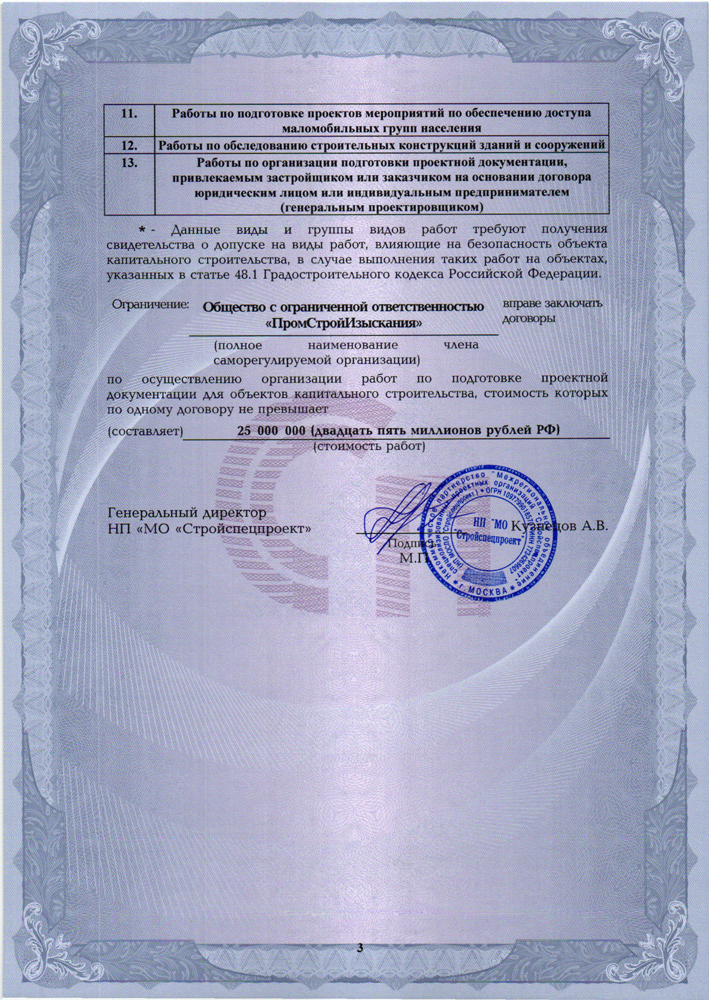 11. Работы по подготовке проектов мероприятий по обеспечению доступа
маломобильных групп населения
12. Работы по обследованию строительных конструкций зданий и сооружений
13. Работы по организации подготовки проектной документации,
привлекаемым застройщиком или заказчиком на основании договора
юридическим лицом или индивидуальным предпринимателем
(генеральным проектировщиком)
* - Данные виды и группы видов работ требуют получения
свидетельства о допуске на виды работ, влияющие на безопасность объекта
капитального строительства, в случае выполнения таких работ на объектах,
указанных в статье 48.1 Градостроительного кодекса Российской Федерации.
Ограничение: Общество с ограниченной ответственностью вправе заключать
«ПромСтройИзыскания» договоры
(полное наименование члена
саморегулируемой организации)
по осуществлению организации работ по подготовке проектной
документации для объектов капитального строительства, стоимость которых
по одному договору не превышает
(составляет) 25 000 000 (двадцать пять миллионов рублей РФ)
(стоимость работ)
Генеральный директор
НП «МО «Стройспецпроект» Кузнецов А.В.
Подпись
М.П.
НП "МО
"Стройспецпроект"
г. МОСКВА
3